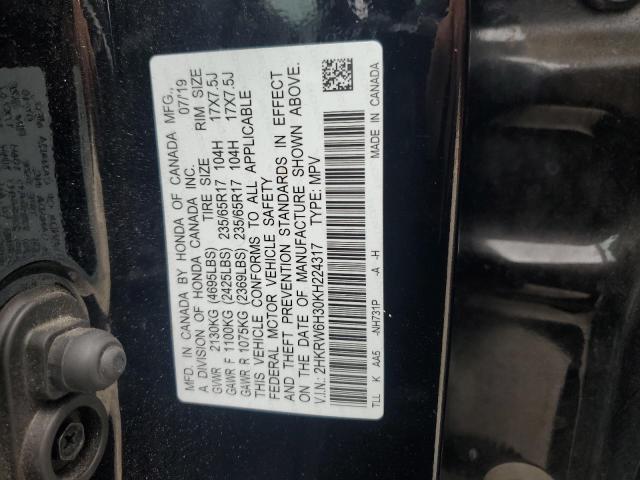 MFD. IN CANADA BY HONDA OF CANADA MFG.,
A DIVISION OF HONDA CANADA INC. 07/19
TIRE SIZE RIM SIZE
GVWR 2130KG (4695LBS)
GAWR F 1100KG (2425LBS) 235/65R17 104H 17X7.5J
GAWR R 1075KG (2369LBS) 235/65R17 104H 17X7.5J
THIS VEHICLE CONFORMS TO ALL APPLICABLE
FEDERAL MOTOR VEHICLE SAFETY
AND THEFT PREVENTION STANDARDS IN EFFECT
ON THE DATE OF MANUFACTURE SHOWN ABOVE.
V.I.N.: 2HKRW6H30KH224317 TYPE: MPV
TLL K AA5 -NH731P -A -H MADE IN CANADA